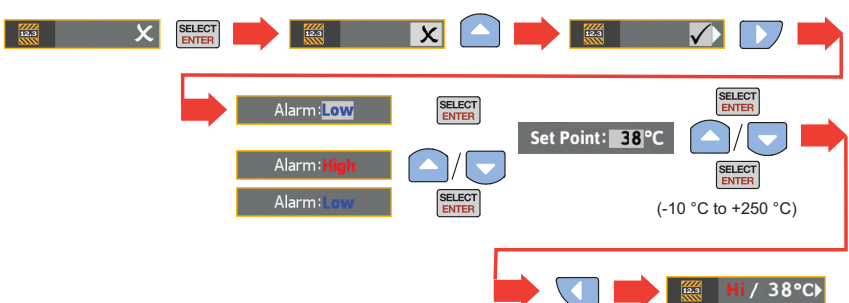 12.3 X SELECT ENTER 12.3 X 12.3 ✓
Alarm:Low SELECT ENTER
Alarm:High
Alarm:Low SELECT ENTER
Set Point: 38°C SELECT ENTER
/
/
SELECT ENTER
(-10 °C to +250 °C)
12.3 Hi / 38°C